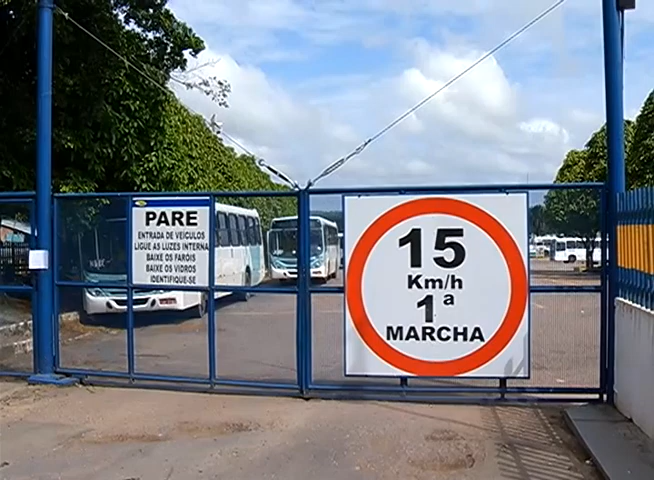 PARE
ENTRADA DE VEÍCULOS
LIGUE AS LUZES INTERNA
BAIXE OS FARÓIS
BAIXE OS VIDROS
IDENTIFIQUE-SE
15
Km/h
1ª
MARCHA